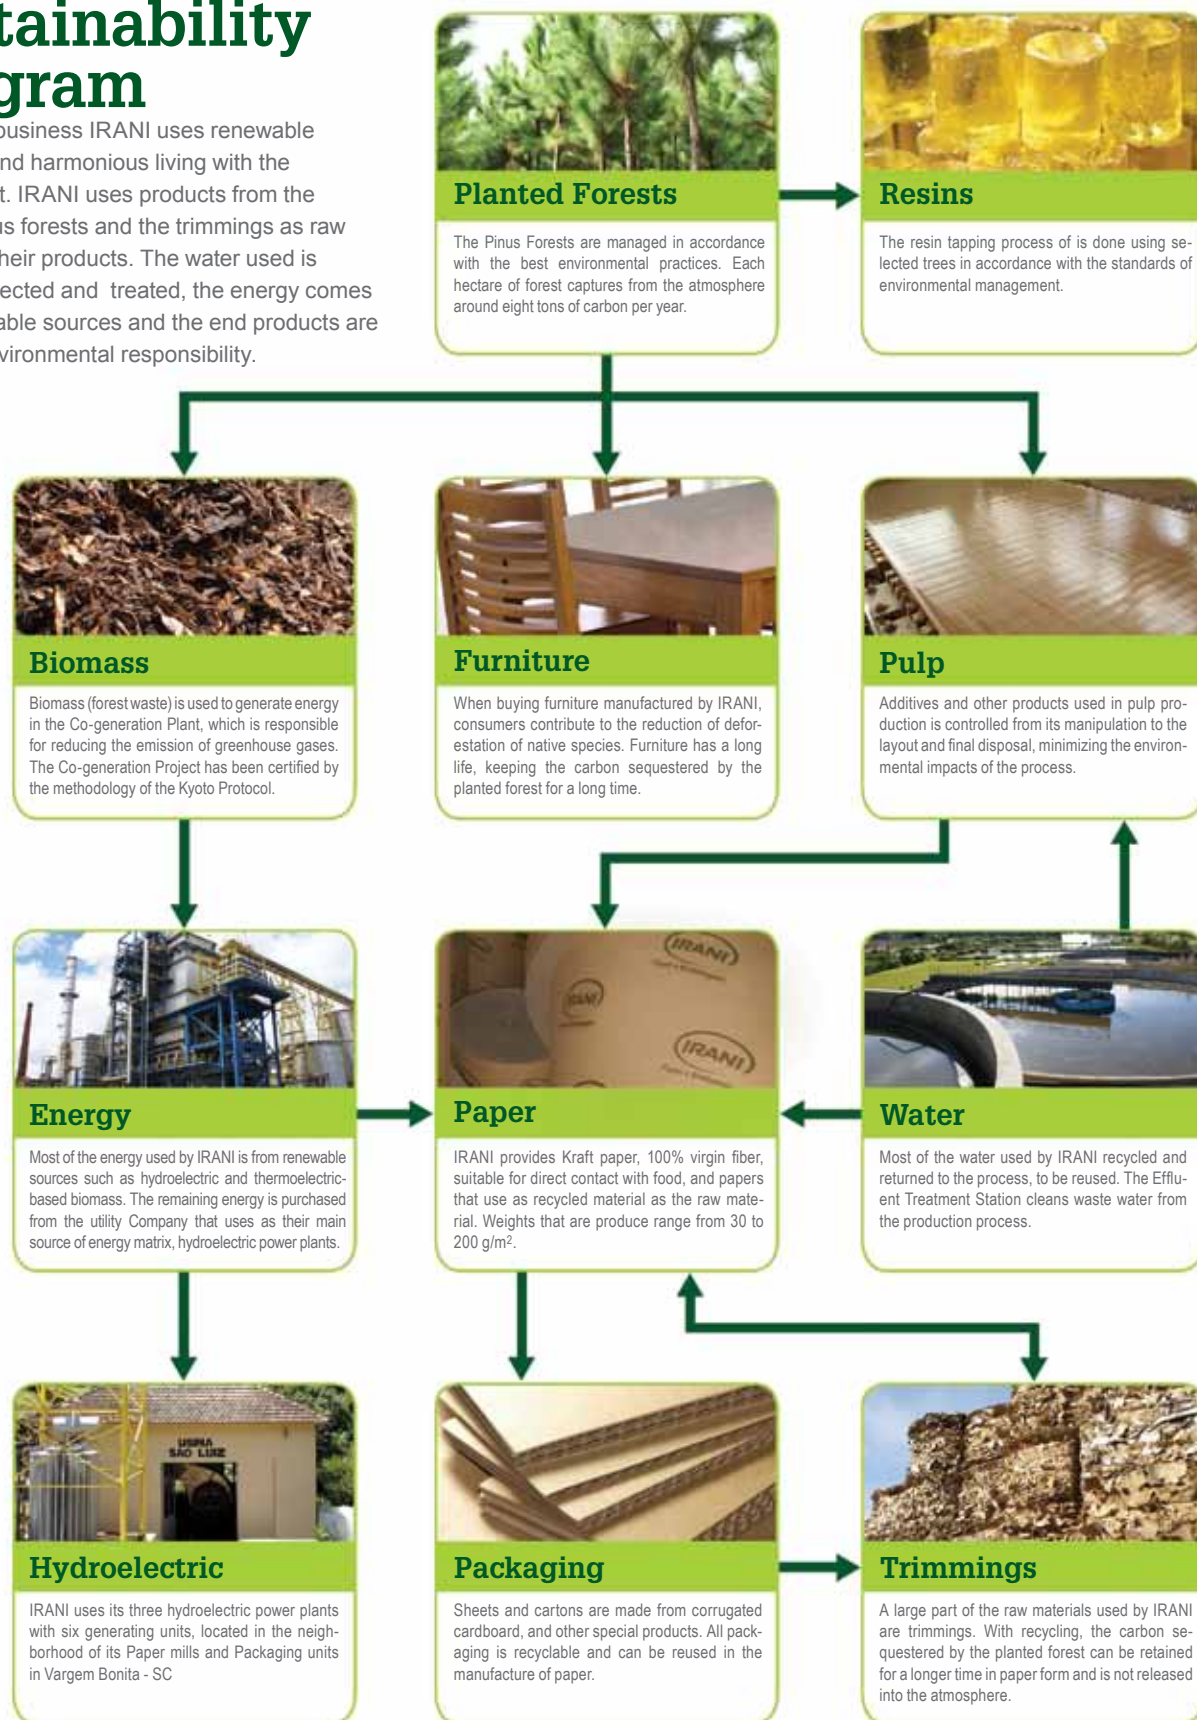 tainability
gram
business IRANI uses renewable
nd harmonious living with the
t. IRANI uses products from the
us forests and the trimmings as raw
heir products. The water used is
ected and  treated, the energy comes
able sources and the end products are
vironmental responsibility.
Planted Forests
The Pinus Forests are managed in accordance
with the best environmental practices. Each
hectare of forest captures from the atmosphere
around eight tons of carbon per year.
Resins
The resin tapping process of is done using se-
lected trees in accordance with the standards of
environmental management.
Biomass
Biomass (forest waste) is used to generate energy
in the Co-generation Plant, which is responsible
for reducing the emission of greenhouse gases.
The Co-generation Project has been certified by
the methodology of the Kyoto Protocol.
Furniture
When buying furniture manufactured by IRANI,
consumers contribute to the reduction of defor-
estation of native species. Furniture has a long
life, keeping the carbon sequestered by the
planted forest for a long time.
Pulp
Additives and other products used in pulp pro-
duction is controlled from its manipulation to the
layout and final disposal, minimizing the environ-
mental impacts of the process.
Energy
Most of the energy used by IRANI is from renewable
sources such as hydroelectric and thermoelectric-
based biomass. The remaining energy is purchased
from the utility Company that uses as their main
source of energy matrix, hydroelectric power plants.
IRANI
IRANI
IRANI
Paper
IRANI provides Kraft paper, 100% virgin fiber,
suitable for direct contact with food, and papers
that use as recycled material as the raw mate-
rial. Weights that are produce range from 30 to
200 g/m².
Water
Most of the water used by IRANI recycled and
returned to the process, to be reused. The Efflu-
ent Treatment Station cleans waste water from
the production process.
USINA
SAO LUIZ
Hydroelectric
IRANI uses its three hydroelectric power plants
with six generating units, located in the neigh-
borhood of its Paper mills and Packaging units
in Vargem Bonita - SC
Packaging
Sheets and cartons are made from corrugated
cardboard, and other special products. All pack-
aging is recyclable and can be reused in the
manufacture of paper.
Trimmings
A large part of the raw materials used by IRANI
are trimmings. With recycling, the carbon se-
questered by the planted forest can be retained
for a longer time in paper form and is not released
into the atmosphere.